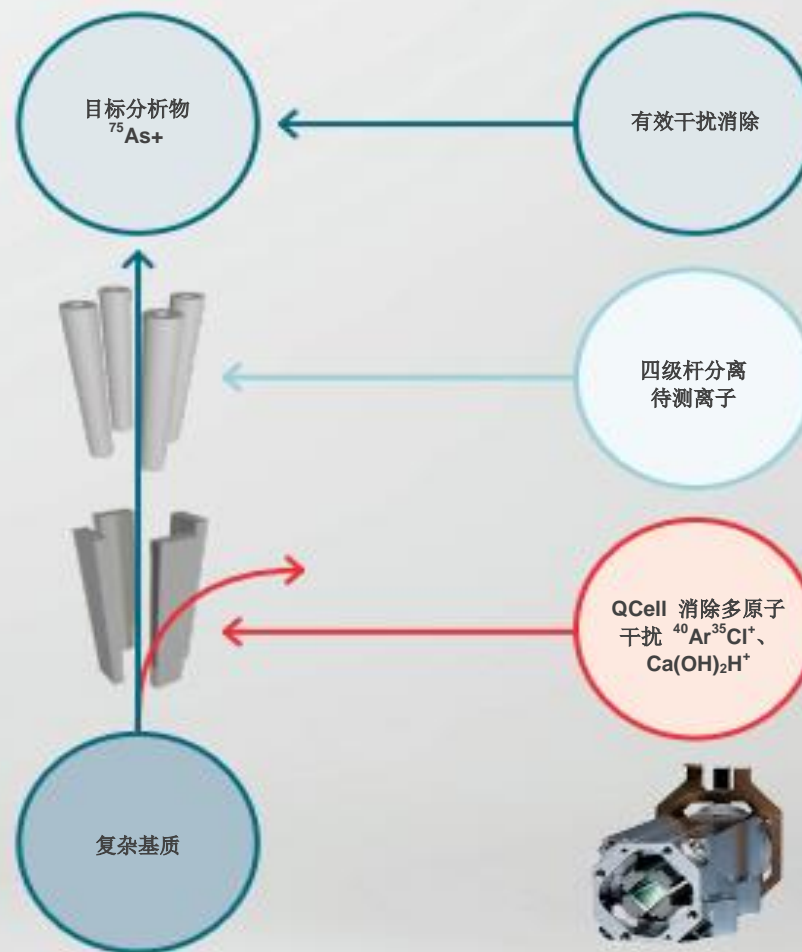 目标分析物
⁷⁵As+
有效干扰消除
四级杆分离
待测离子
QCell 消除多原子
干扰 ⁴⁰Ar³⁵Cl⁺、
Ca(OH)₂H⁺
复杂基质